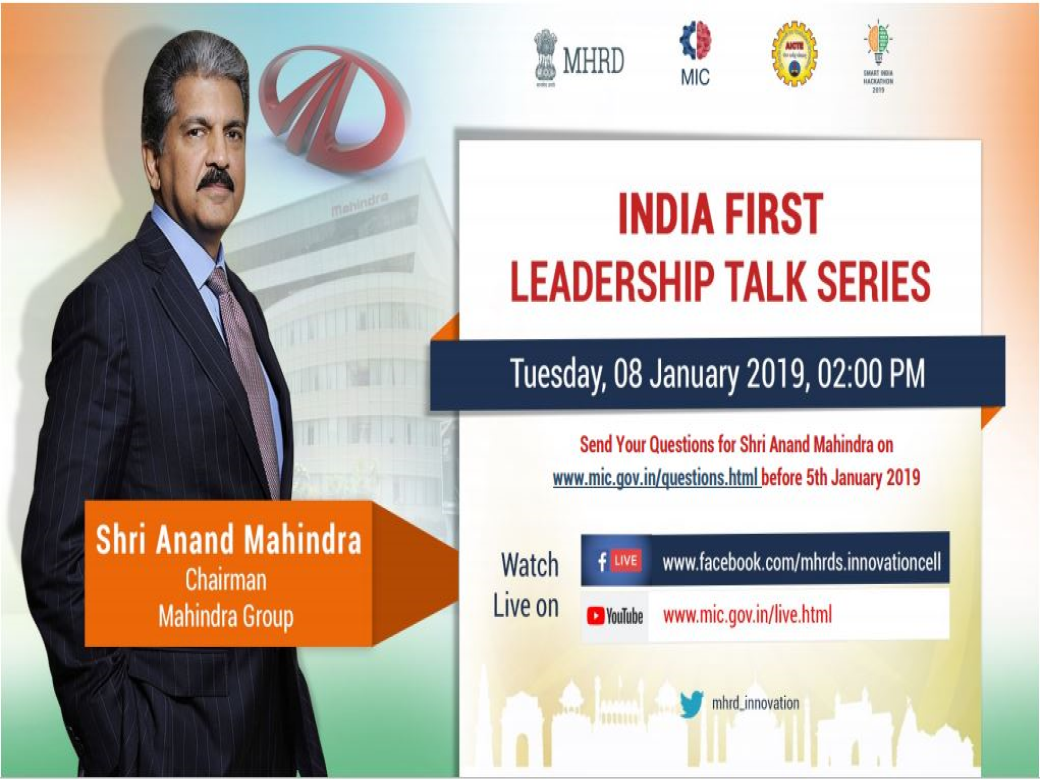 MHRD
MIC
AICTE
SMART INDIA
HACKATHON
2019
Mahindra
INDIA FIRST
LEADERSHIP TALK SERIES
Tuesday, 08 January 2019, 02:00 PM
Send Your Questions for Shri Anand Mahindra on
www.mic.gov.in/questions.html before 5th January 2019
Shri Anand Mahindra
Chairman
Mahindra Group
Watch
Live on
f LIVE www.facebook.com/mhrds.innovationcell
YouTube www.mic.gov.in/live.html
mhrd_innovation